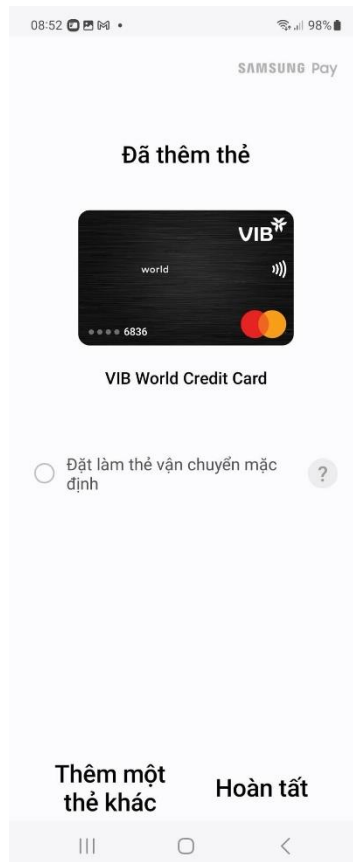 08:52 98%
SAMSUNG Pay
Đã thêm thẻ
VIB
world
6836
VIB World Credit Card
Đặt làm thẻ vận chuyển mặc
định
?
Thêm một
thẻ khác
Hoàn tất